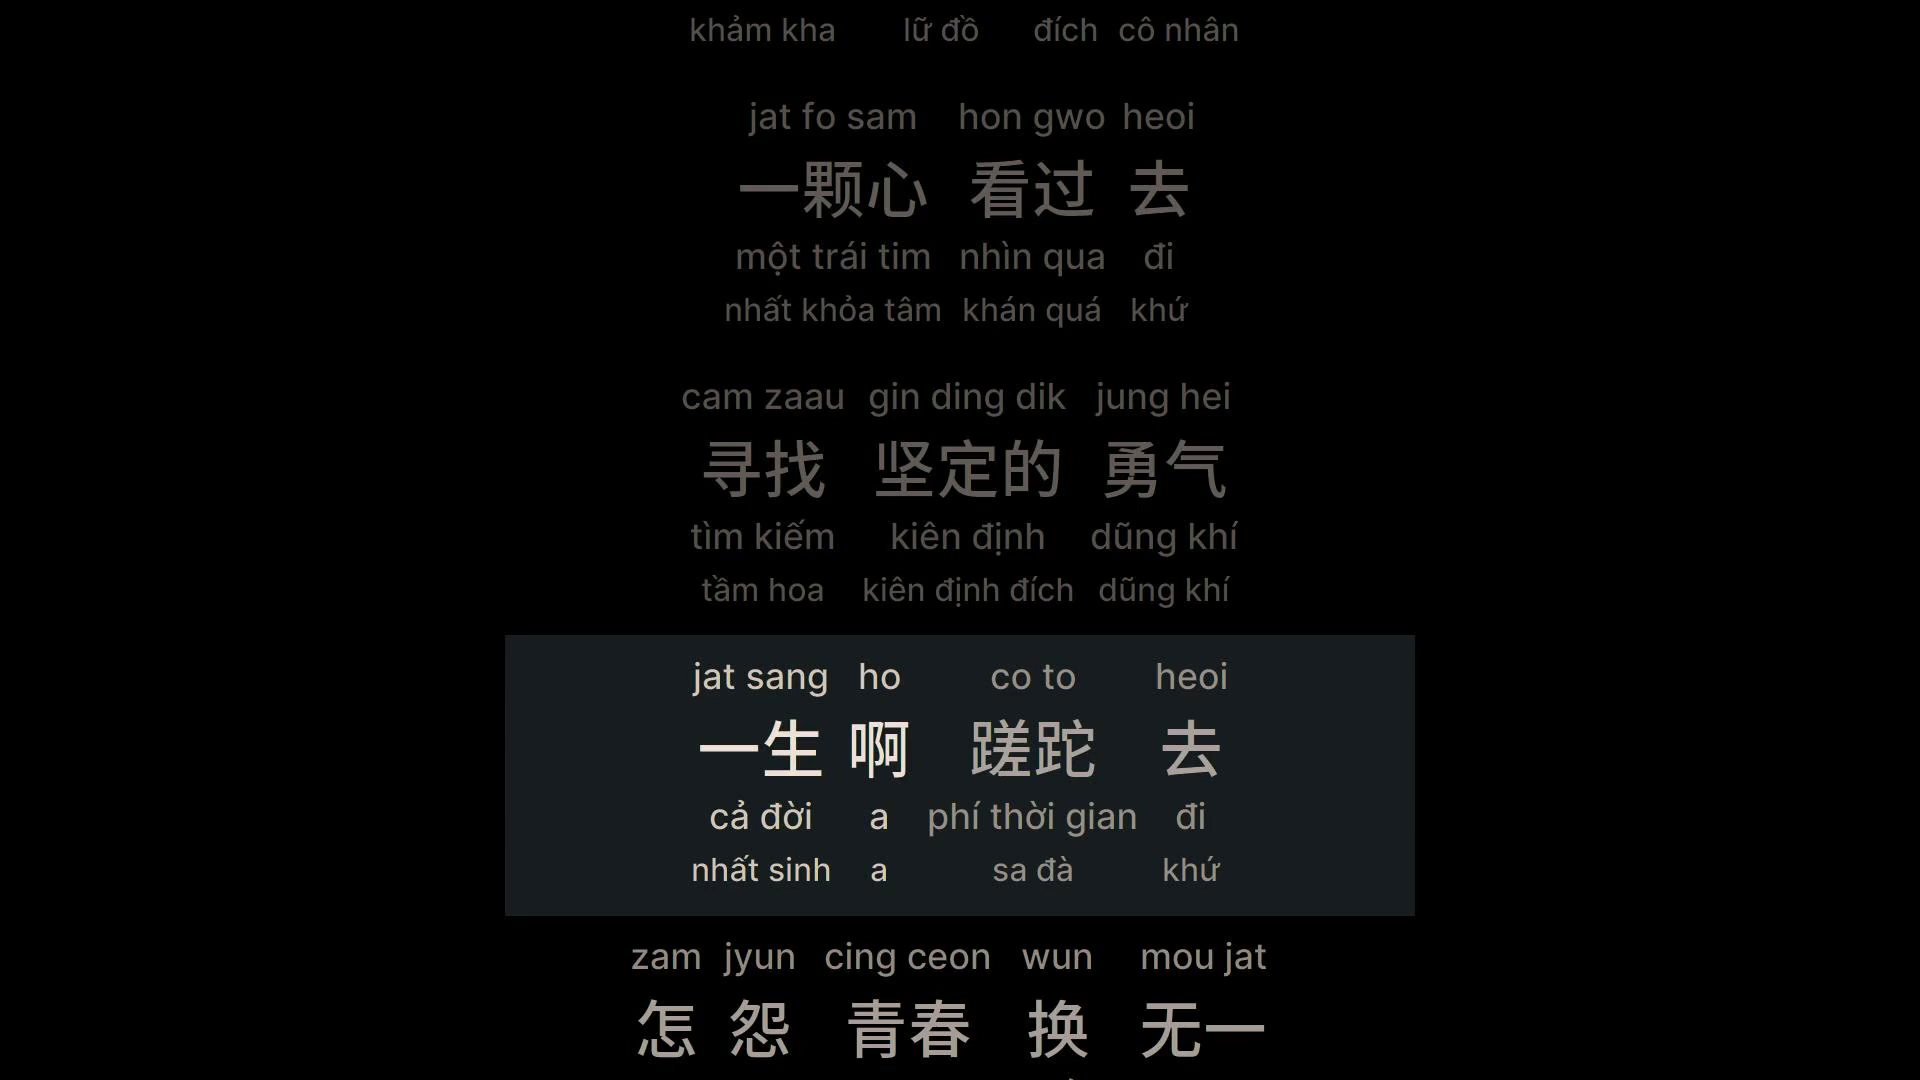 khảm kha lữ đồ đích cô nhân
jat fo sam hon gwo heoi
一颗心 看过 去
một trái tim nhìn qua đi
nhất khỏa tâm khán quá khứ
cam zaau gin ding dik jung hei
寻找 坚定的 勇气
tìm kiếm kiên định dũng khí
tầm hoa kiên định đích dũng khí
jat sang ho co to heoi
一生 啊 蹉跎 去
cả đời a phí thời gian đi
nhất sinh a sa đà khứ
zam jyun cing ceon wun mou jat
怎 怨 青春 换 无一